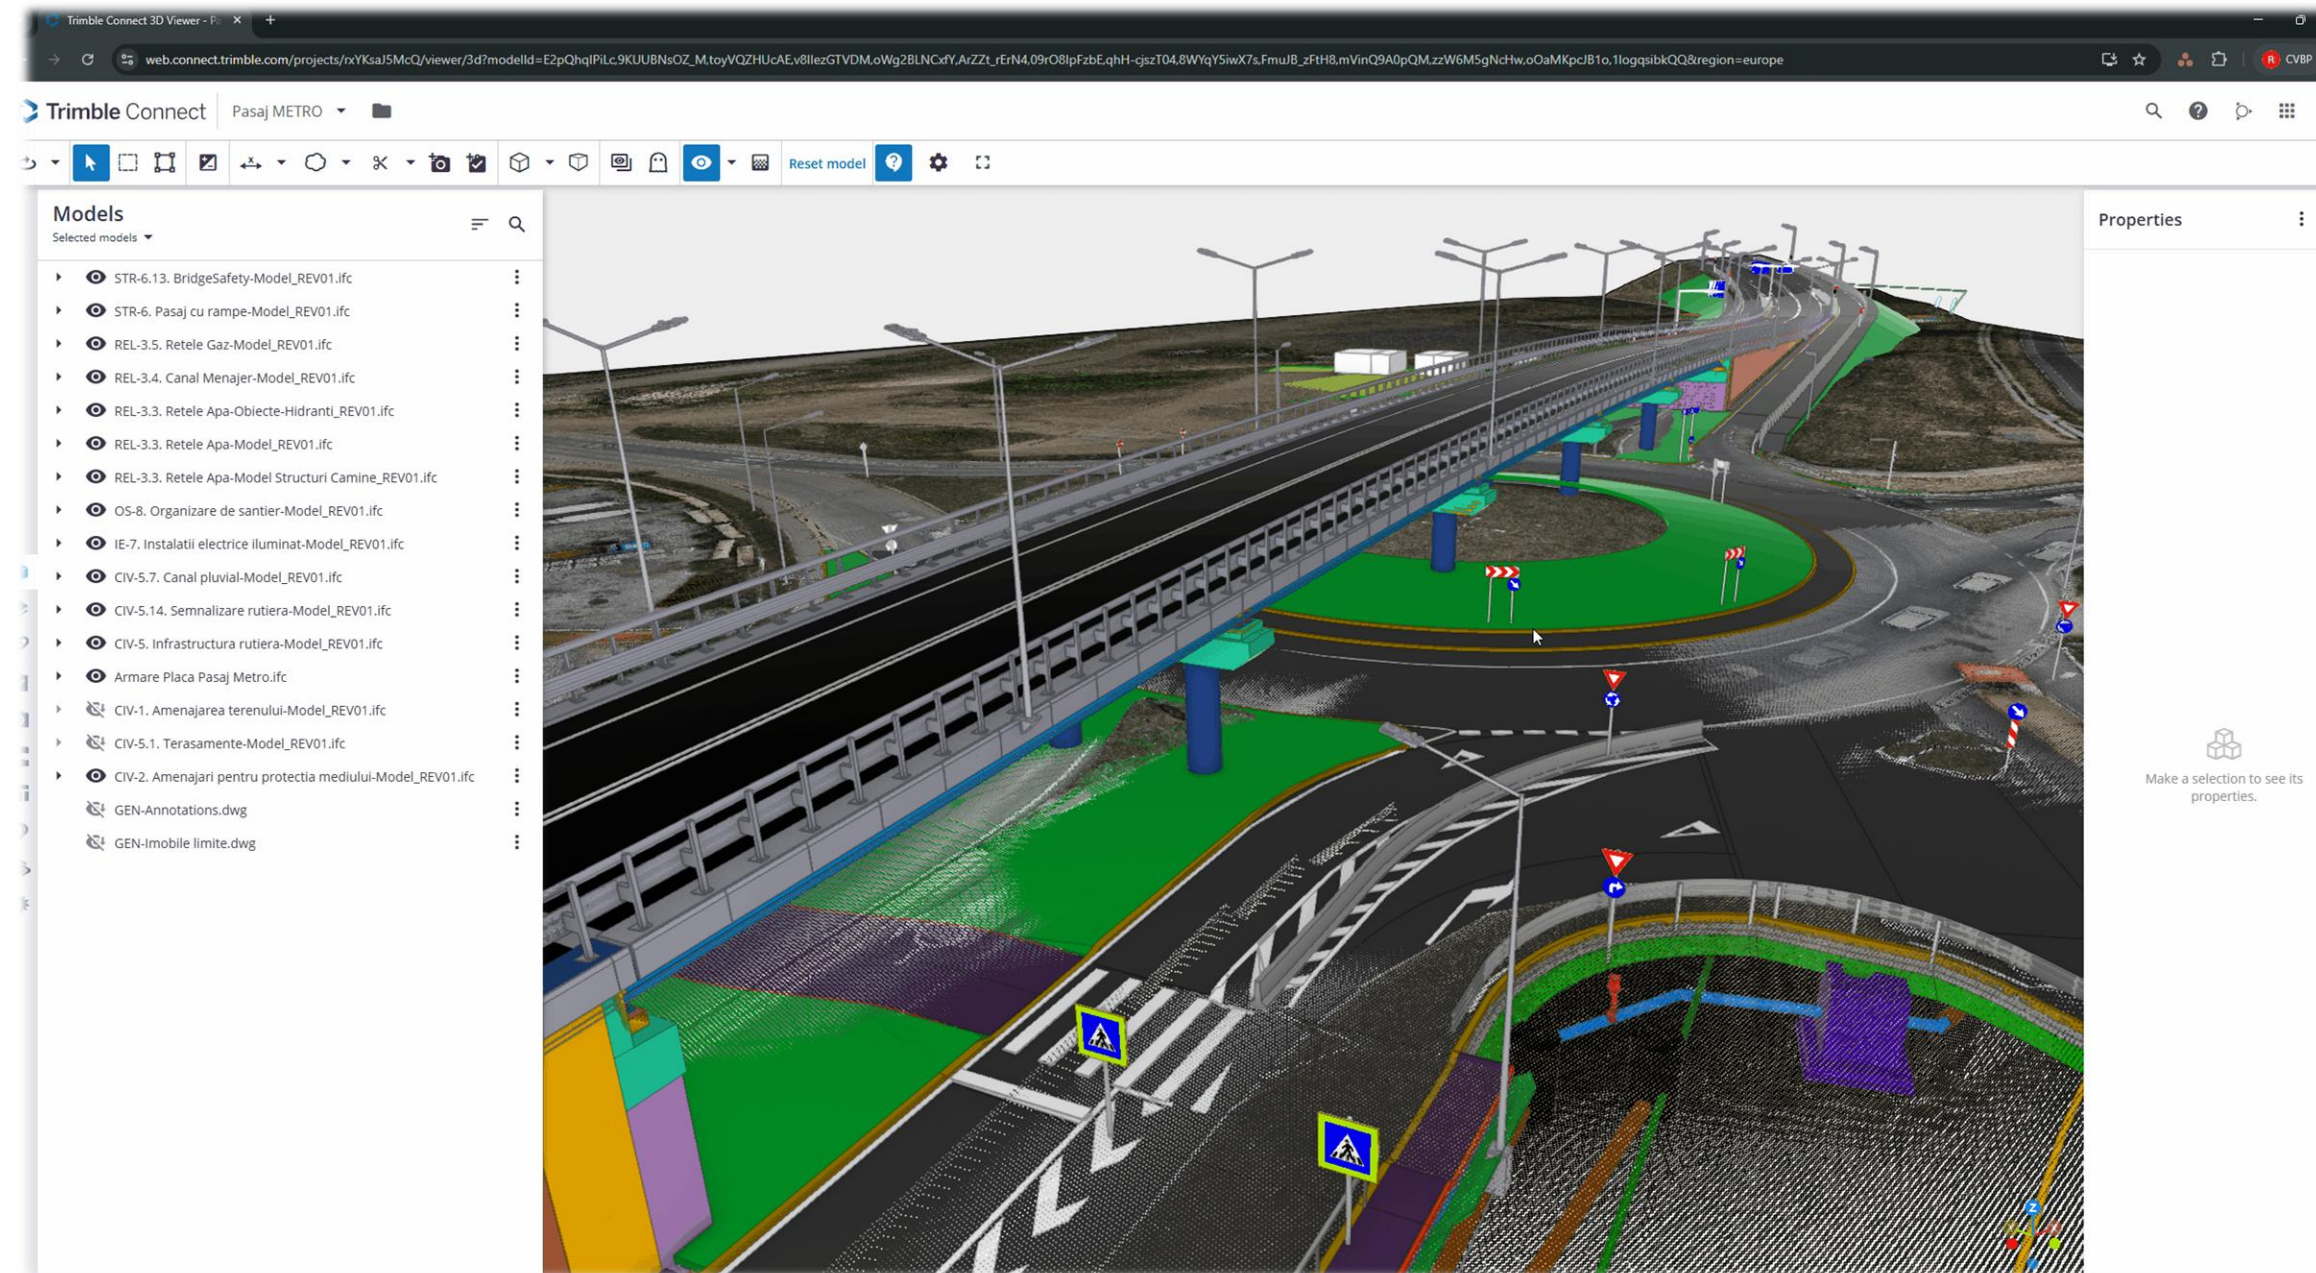 Trimble Connect 3D Viewer - Pa
web.connect.trimble.com/projects/rxYKsaJ5McQ/viewer/3d?modelId=E2pQhqIPiLc,9KUUBNsOZ_M,toyVQZHUcAE,v8IIezGTVDM,oWg2BLNCxfY,ArZZt_rErN4,09rO8IpFzbE,qhH-cjszT04,8WYqY5iwX7s,FmuJB_zFtH8,mVinQ9A0pQM,zzW6M5gNcHw,oOaMKpcJB1o,1IogqsibkQQ&region=europe
R CVBP
Trimble Connect
Pasaj METRO
Reset model
Models
Selected models
STR-6.13. BridgeSafety-Model_REV01.ifc
STR-6. Pasaj cu rampe-Model_REV01.ifc
REL-3.5. Retele Gaz-Model_REV01.ifc
REL-3.4. Canal Menajer-Model_REV01.ifc
REL-3.3. Retele Apa-Obiecte-Hidranti_REV01.ifc
REL-3.3. Retele Apa-Model_REV01.ifc
REL-3.3. Retele Apa-Model Structuri Camine_REV01.ifc
OS-8. Organizare de santier-Model_REV01.ifc
IE-7. Instalatii electrice iluminat-Model_REV01.ifc
CIV-5.7. Canal pluvial-Model_REV01.ifc
CIV-5.14. Semnalizare rutiera-Model_REV01.ifc
CIV-5. Infrastructura rutiera-Model_REV01.ifc
Armare Placa Pasaj Metro.ifc
CIV-1. Amenajarea terenului-Model_REV01.ifc
CIV-5.1. Terasamente-Model_REV01.ifc
CIV-2. Amenajari pentru protectia mediului-Model_REV01.ifc
GEN-Annotations.dwg
GEN-Imobile limite.dwg
Properties
Make a selection to see its
properties.
Z